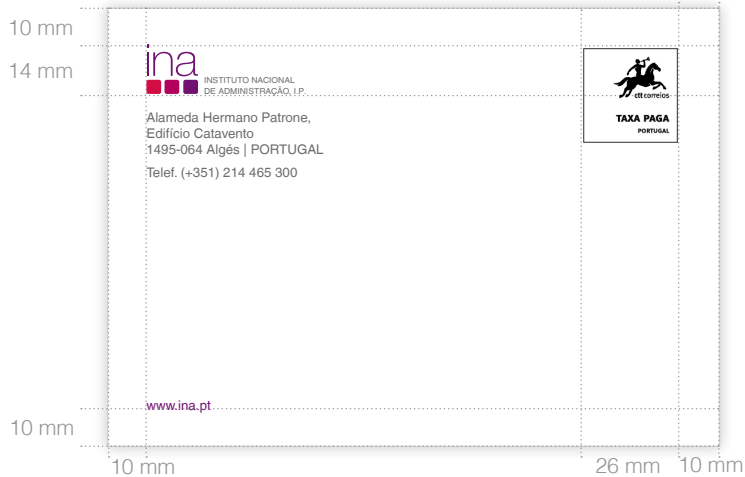 10 mm
14 mm
ina
INSTITUTO NACIONAL
DE ADMINISTRAÇÃO, I.P.
Alameda Hermano Patrone,
Edifício Catavento
1495-064 Algés | PORTUGAL
Telef. (+351) 214 465 300
ctt correios
TAXA PAGA
PORTUGAL
www.ina.pt
10 mm
10 mm
26 mm
10 mm